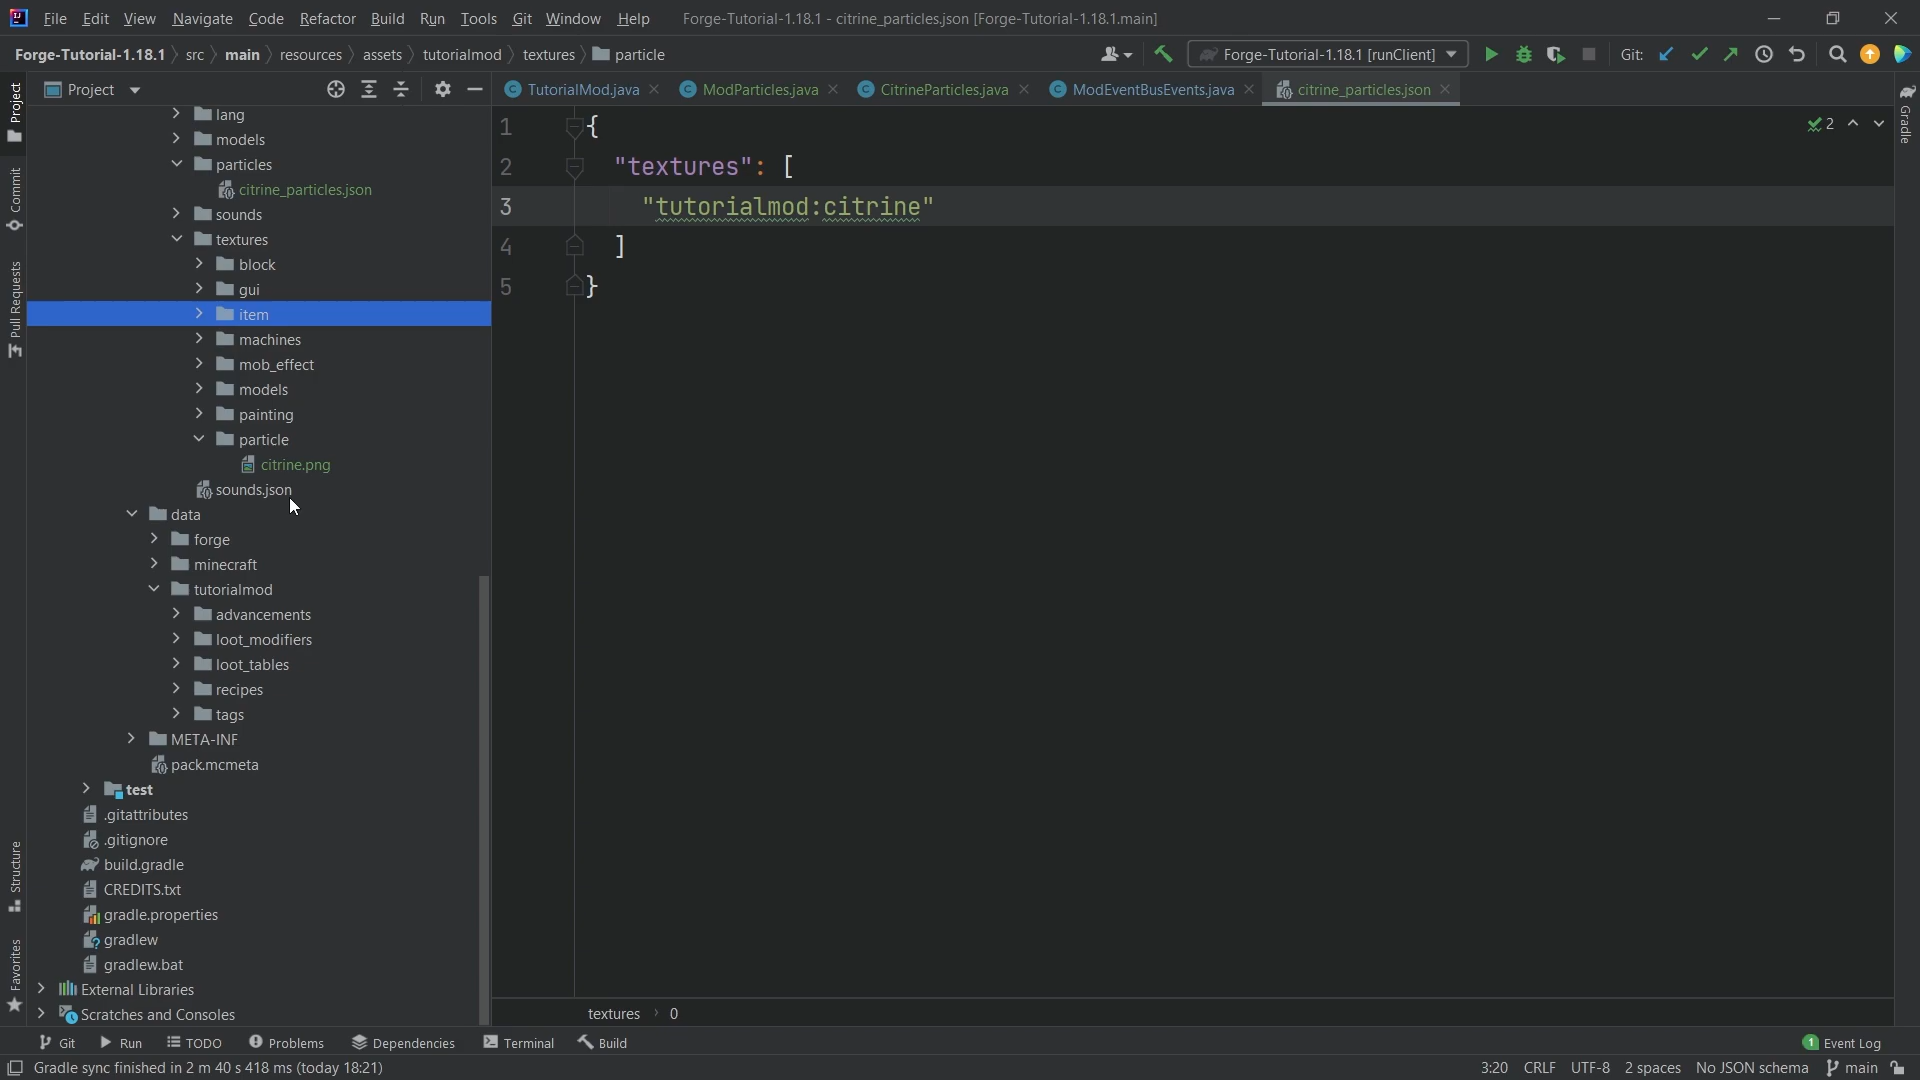 File Edit View Navigate Code Refactor Build Run Tools Git Window Help Forge-Tutorial-1.18.1 - citrine_particles.json [Forge-Tutorial-1.18.1.main]
Forge-Tutorial-1.18.1 src main resources assets tutorialmod textures particle Forge-Tutorial-1.18.1 [runClient] Git:
Project TutorialMod.java ModParticles.java CitrineParticles.java ModEventBusEvents.java citrine_particles.json
Project
Commit
Pull Requests
Structure
Favorites
lang
models
particles
citrine_particles.json
sounds
textures
block
gui
item
machines
mob_effect
models
painting
particle
citrine.png
sounds.json
data
forge
minecraft
tutorialmod
advancements
loot_modifiers
loot_tables
recipes
tags
META-INF
pack.mcmeta
test
.gitattributes
.gitignore
build.gradle
CREDITS.txt
gradle.properties
gradlew
gradlew.bat
External Libraries
Scratches and Consoles
1 {
2 "textures": [
3 "tutorialmod:citrine"
4 ]
5 }
2
Gradle
textures 0
Git Run TODO Problems Dependencies Terminal Build 1 Event Log
Gradle sync finished in 2 m 40 s 418 ms (today 18:21) 3:20 CRLF UTF-8 2 spaces No JSON schema main